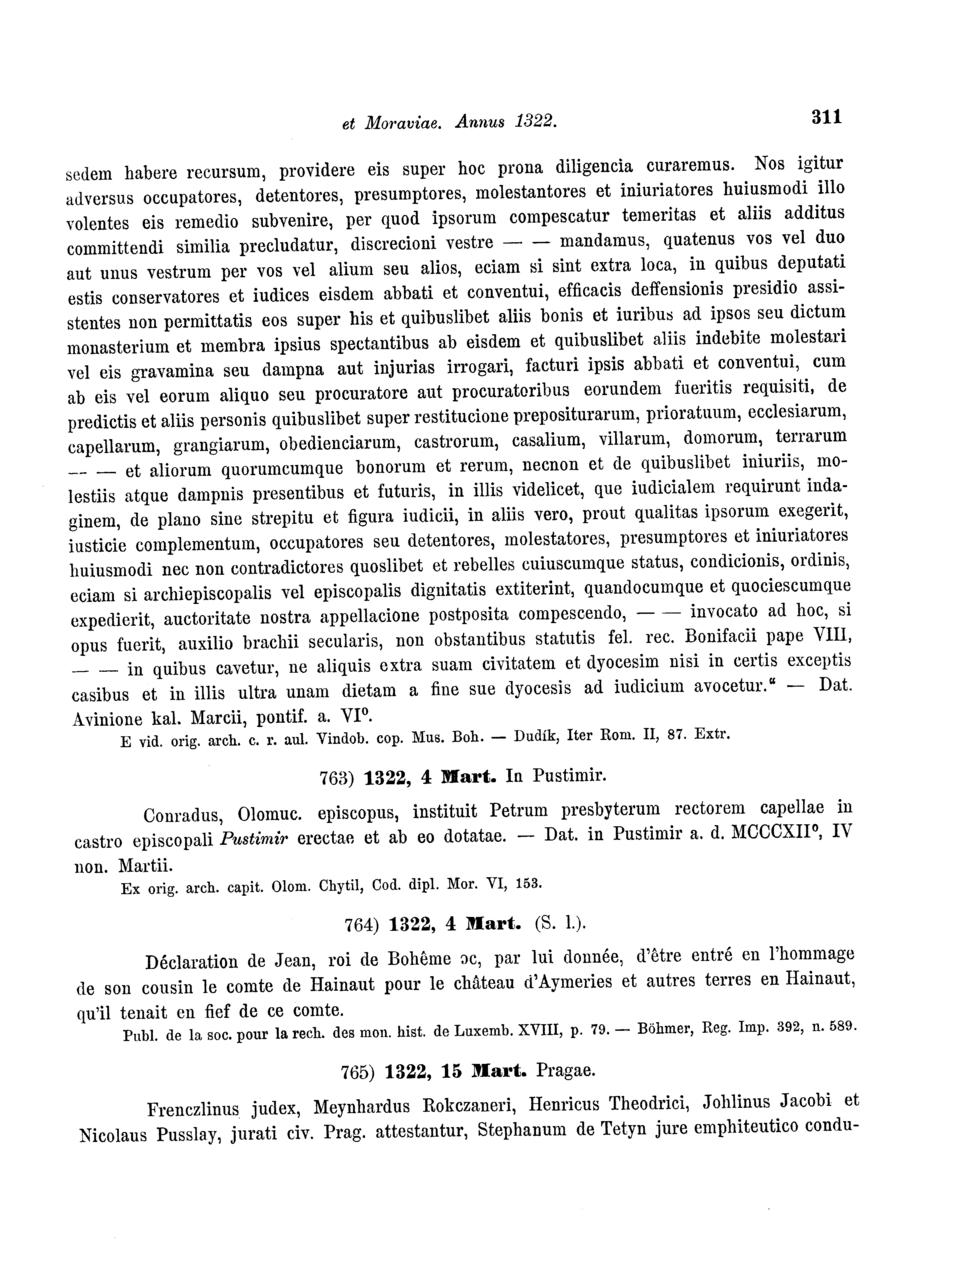 et Moraviae. Annus 1322. 311
sedem habere recursum, providere eis super hoc prona diligencia curaremus. Nos igitur
adversus occupatores, detentores, presumptores, molestantores et iniuriatores huiusmodi illo
volentes eis remedio subvenire, per quod ipsorum compescatur temeritas et aliis additus
committendi similia precludatur, discrecioni vestre — — mandamus, quatenus vos vel duo
aut unus vestrum per vos vel alium seu alios, eciam si sint extra loca, in quibus deputati
estis conservatores et iudices eisdem abbati et conventui, efficacis deffensionis presidio assi-
stentes non permittatis eos super his et quibuslibet aliis bonis et iuribus ad ipsos seu dictum
monasterium et membra ipsius spectantibus ab eisdem et quibuslibet aliis indebite molestari
vel eis gravamina seu dampna aut injurias irrogari, facturi ipsis abbati et conventui, cum
ab eis vel eorum aliquo seu procuratore aut procuratoribus eorundem fueritis requisiti, de
predictis et aliis personis quibuslibet super restitucione prepositurarum, prioratuum, ecclesiarum,
capellarum, grangiarum, obedienciarum, castrorum, casalium, villarum, domorum, terrarum
— — et aliorum quorumcumque bonorum et rerum, necnon et de quibuslibet iniuriis, mo-
lestiis atque dampnis presentibus et futuris, in illis videlicet, que iudicialem requirunt inda-
ginem, de plano sine strepitu et figura iudicii, in aliis vero, prout qualitas ipsorum exegerit,
iusticie complementum, occupatores seu detentores, molestatores, presumptores et iniuriatores
huiusmodi nec non contradictores quoslibet et rebelles cuiuscumque status, condicionis, ordinis,
eciam si archiepiscopalis vel episcopalis dignitatis extiterint, quandocumque et quociescumque
expedierit, auctoritate nostra appellacione postposita compescendo, — — invocato ad hoc, si
opus fuerit, auxilio brachii secularis, non obstantibus statutis fel. rec. Bonifacii pape VIII,
— — in quibus cavetur, ne aliquis extra suam civitatem et dyocesim nisi in certis exceptis
casibus et in illis ultra unam dietam a fine sue dyocesis ad iudicium avocetur.“ — Dat.
Avinione kal. Marcii, pontif. a. VI⁰.
E vid. orig. arch. c. r. aul. Vindob. cop. Mus. Boh. — Dudík, Iter Rom. II, 87. Extr.
763) 1322, 4 Mart. In Pustimir.
Conradus, Olomuc. episcopus, instituit Petrum presbyterum rectorem capellae in
castro episcopali Pustimir erectae et ab eo dotatae. — Dat. in Pustimir a. d. MCCCXII⁰, IV
non. Martii.
Ex orig. arch. capit. Olom. Chytil, Cod. dipl. Mor. VI, 153.
764) 1322, 4 Mart. (S. l.).
Déclaration de Jean, roi de Bohême ɔc, par lui donnée, d’être entré en l’hommage
de son cousin le comte de Hainaut pour le château d’Aymeries et autres terres en Hainaut,
qu’il tenait en fief de ce comte.
Publ. de la soc. pour la rech. des mon. hist. de Luxemb. XVIII, p. 79. — Böhmer, Reg. Imp. 392, n. 589.
765) 1322, 15 Mart. Pragae.
Frenczlinus judex, Meynhardus Rokczaneri, Henricus Theodrici, Johlinus Jacobi et
Nicolaus Pusslay, jurati civ. Prag. attestantur, Stephanum de Tetyn jure emphiteutico condu-